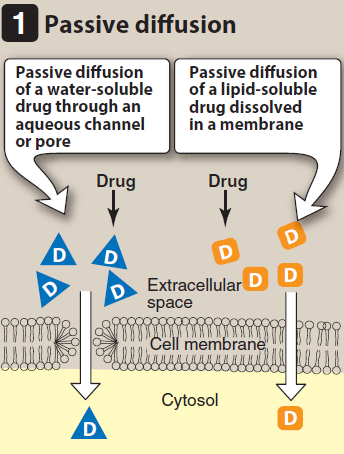 1 Passive diffusion
Passive diffusion
of a water-soluble
drug through an
aqueous channel
or pore
Passive diffusion
of a lipid-soluble
drug dissolved
in a membrane
Drug
Drug
D
D
D
D
D
D
D
D
Extracellular
space
Cell membrane
Cytosol
D
D